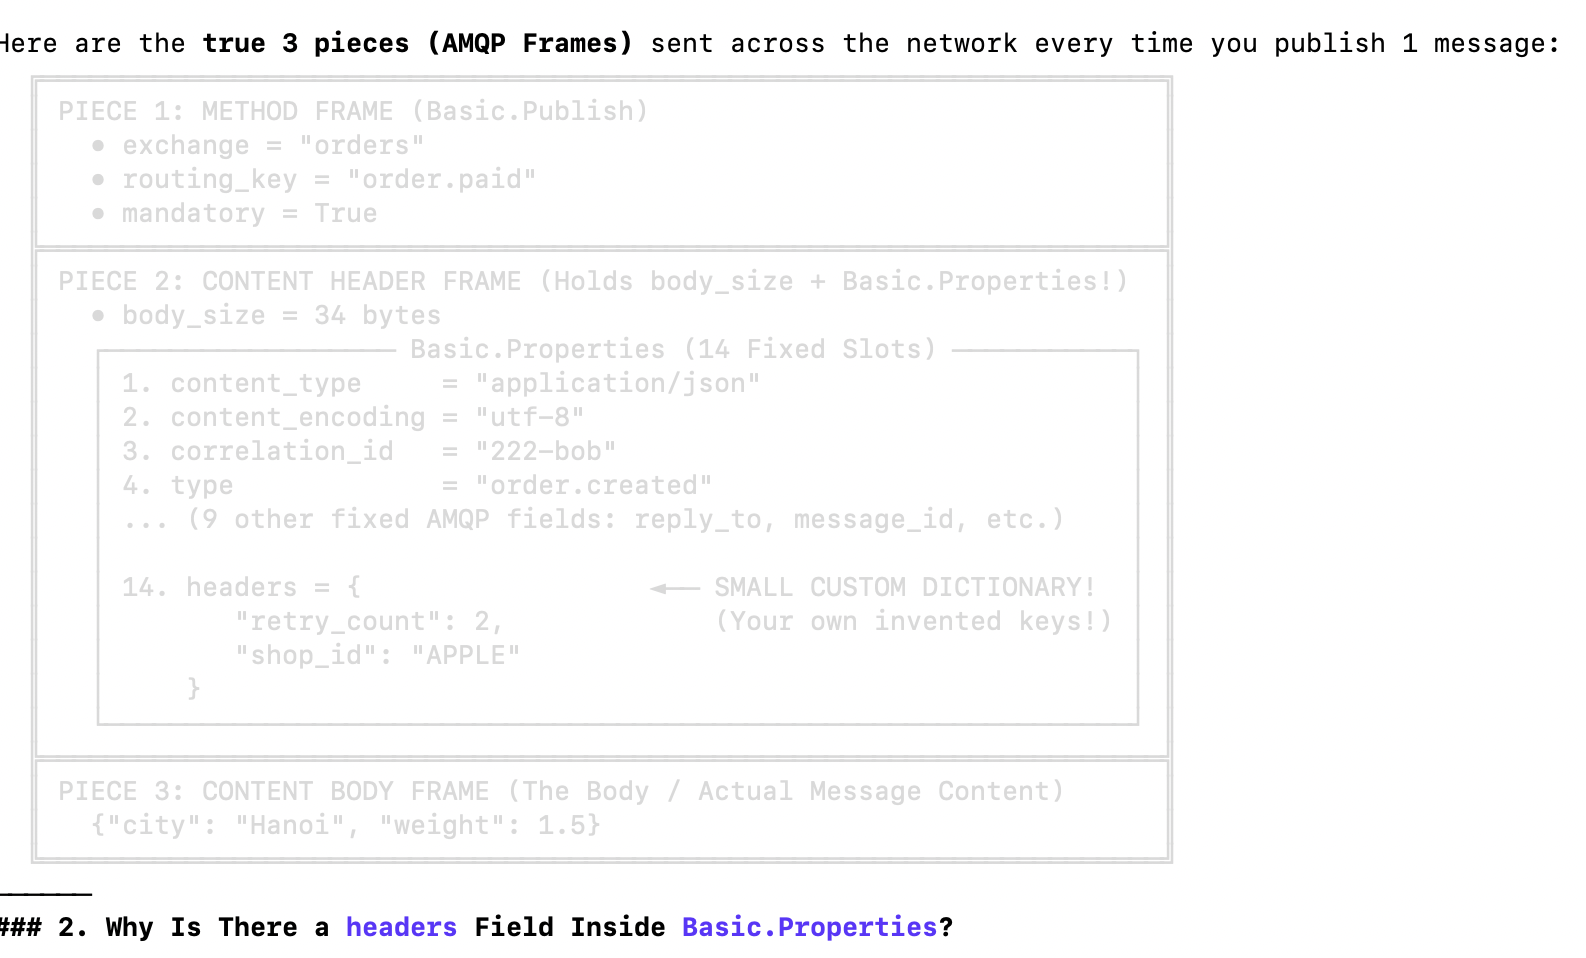 Here are the true 3 pieces (AMQP Frames) sent across the network every time you publish 1 message:
PIECE 1: METHOD FRAME (Basic.Publish)
• exchange = "orders"
• routing_key = "order.paid"
• mandatory = True
PIECE 2: CONTENT HEADER FRAME (Holds body_size + Basic.Properties!)
• body_size = 34 bytes
Basic.Properties (14 Fixed Slots)
1. content_type = "application/json"
2. content_encoding = "utf-8"
3. correlation_id = "222-bob"
4. type = "order.created"
... (9 other fixed AMQP fields: reply_to, message_id, etc.)
14. headers = { ◄── SMALL CUSTOM DICTIONARY!
"retry_count": 2, (Your own invented keys!)
"shop_id": "APPLE"
}
PIECE 3: CONTENT BODY FRAME (The Body / Actual Message Content)
{"city": "Hanoi", "weight": 1.5}
### 2. Why Is There a headers Field Inside Basic.Properties?